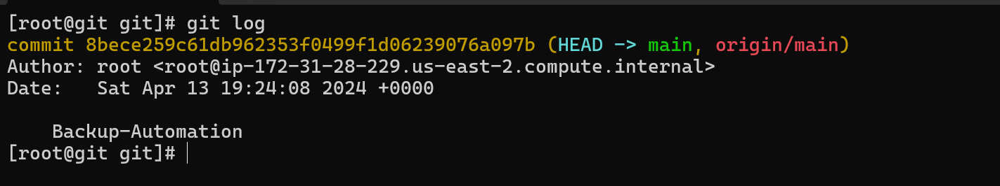 [root@git git]# git log
commit 8bece259c61db962353f0499f1d06239076a097b (HEAD -> main, origin/main)
Author: root <root@ip-172-31-28-229.us-east-2.compute.internal>
Date:   Sat Apr 13 19:24:08 2024 +0000
    Backup-Automation
[root@git git]#